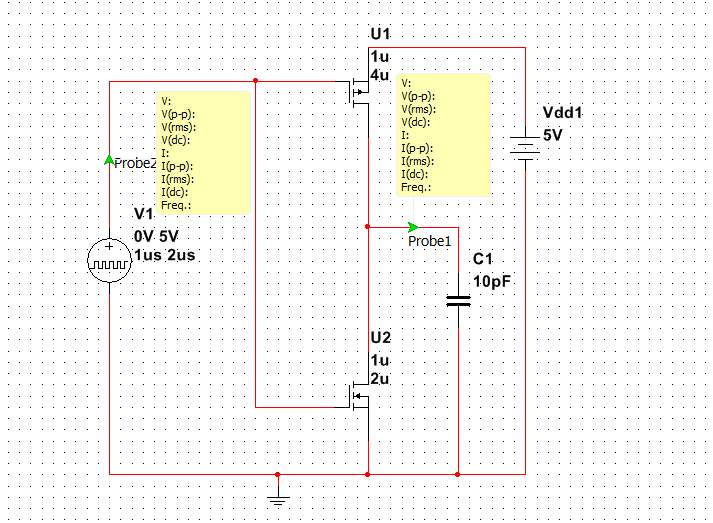 U1
1u
4u
V:
V(p-p):
V(rms):
V(dc):
I:
I(p-p):
I(rms):
I(dc):
Freq.:
V:
V(p-p):
V(rms):
V(dc):
I:
I(p-p):
I(rms):
I(dc):
Freq.:
Vdd1
5V
Probe2
V1
0V 5V
1us 2us
Probe1
C1
10pF
U2
1u
2u